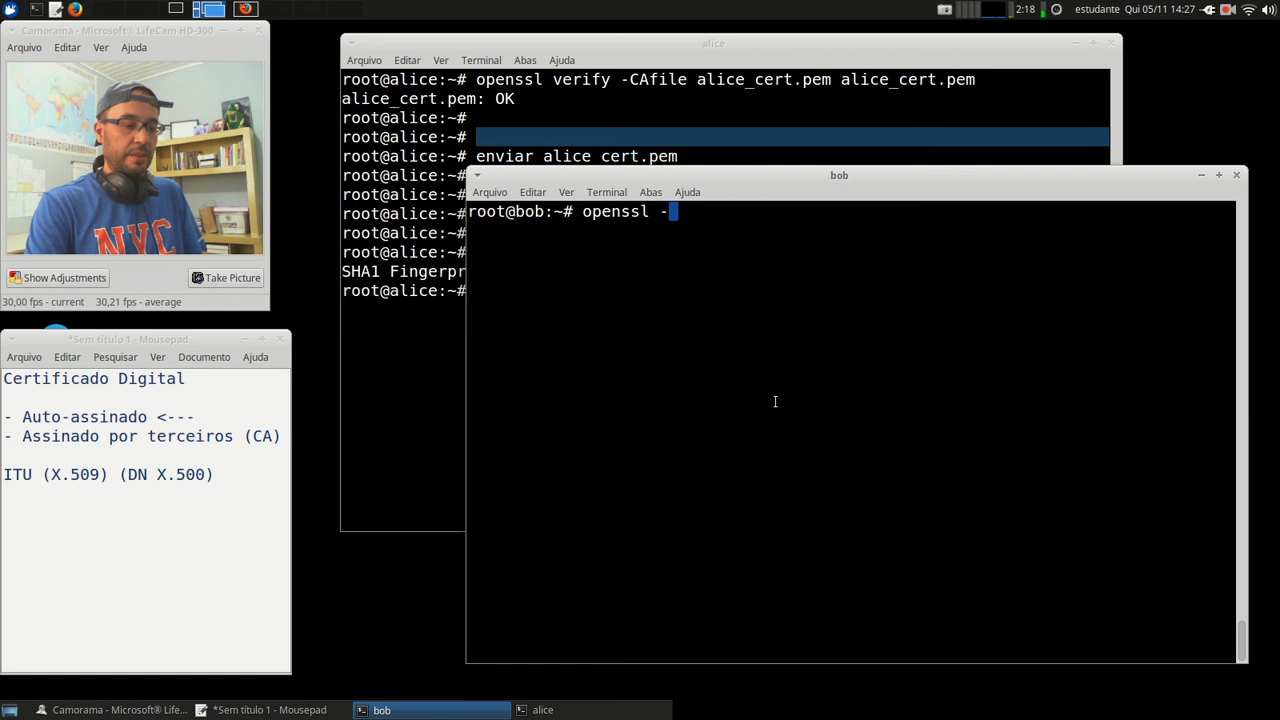 2:18
estudante Qui 05/11 14:27
Camorama - Microsoft® LifeCam HD-300
Arquivo Editar Ver Ajuda
Show Adjustments
Take Picture
30,00 fps - current 30,21 fps - average
*Sem título 1 - Mousepad
Arquivo Editar Pesquisar Ver Documento Ajuda
Certificado Digital
- Auto-assinado <---
- Assinado por terceiros (CA)
ITU (X.509) (DN X.500)
alice
Arquivo Editar Ver Terminal Abas Ajuda
root@alice:~# openssl verify -CAfile alice_cert.pem alice_cert.pem
alice_cert.pem: OK
root@alice:~#
root@alice:~#
root@alice:~# enviar alice_cert.pem
root@alice:~#
root@alice:~#
root@alice:~#
root@alice:~#
root@alice:~#
SHA1 Fingerpr
root@alice:~#
bob
Arquivo Editar Ver Terminal Abas Ajuda
root@bob:~# openssl -
Camorama - Microsoft® Life...
*Sem título 1 - Mousepad
bob
alice